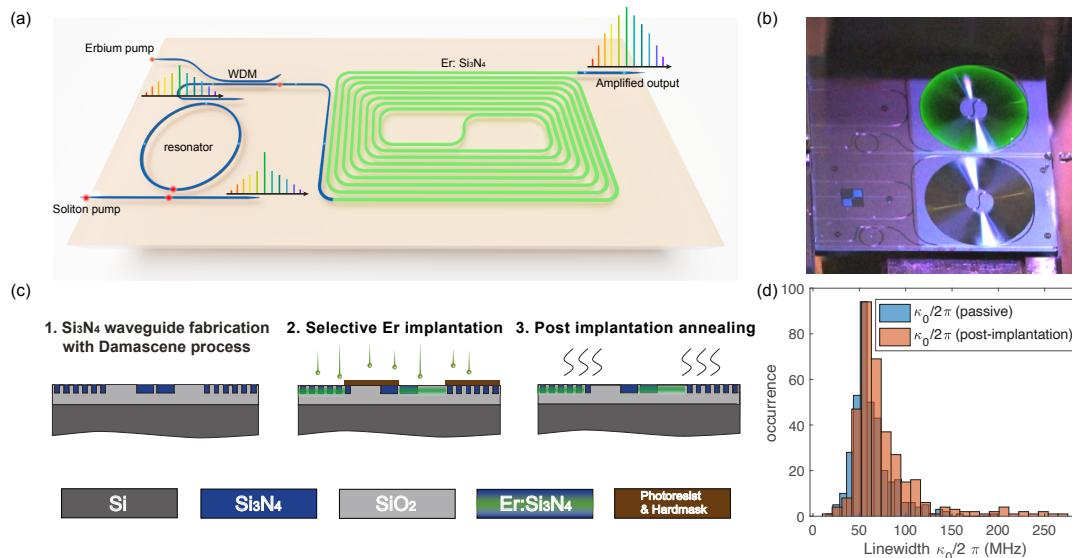 (a)
Erbium pump
WDM
Er: Si₃N₄
Amplified output
resonator
Soliton pump
(b)
(c)
1. Si₃N₄ waveguide fabrication
with Damascene process
2. Selective Er implantation
3. Post implantation annealing
Si
Si₃N₄
SiO₂
Er:Si₃N₄
Photoresist
& Hardmask
(d)
κ₀/2π (passive)
κ₀/2π (post-implantation)
occurrence
100
80
60
40
20
0
0 50 100 150 200 250
Linewidth κ₀/2 π (MHz)